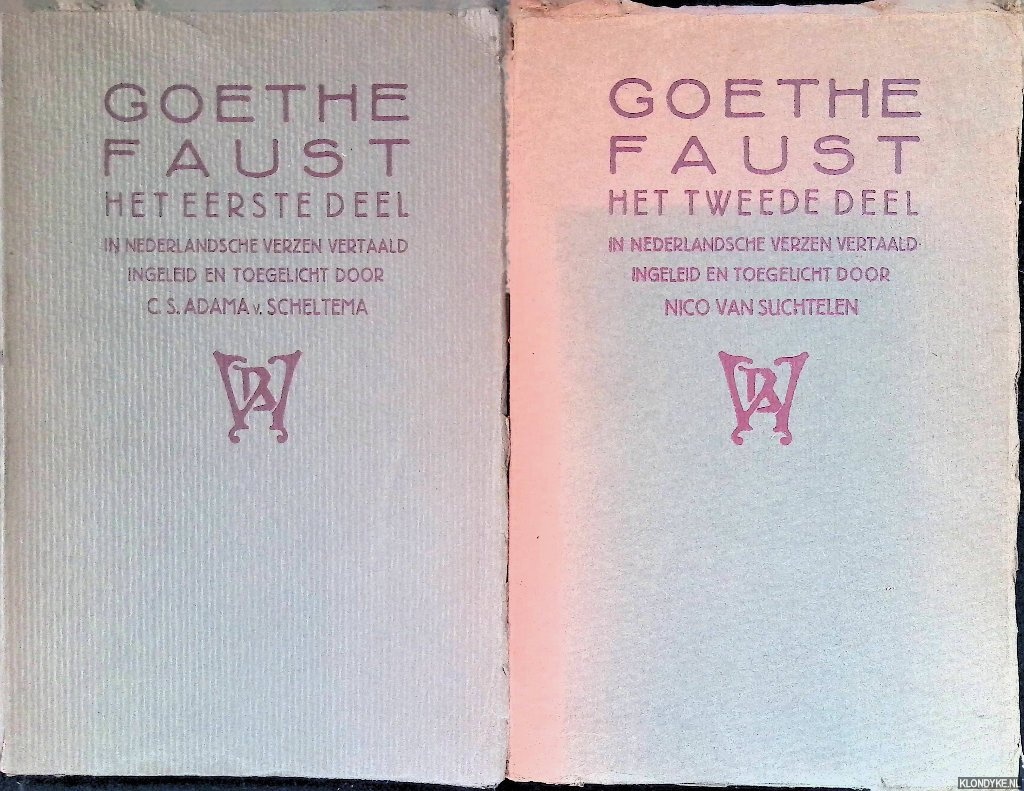 GOETHE
FAUST
HET EERSTE DEEL
IN NEDERLANDSCHE VERZEN VERTAALD
INGELEID EN TOEGELICHT DOOR
C. S. ADAMA v. SCHELTEMA
GOETHE
FAUST
HET TWEEDE DEEL
IN NEDERLANDSCHE VERZEN VERTAALD
INGELEID EN TOEGELICHT DOOR
NICO VAN SUCHTELEN
KLONDYKE.NL